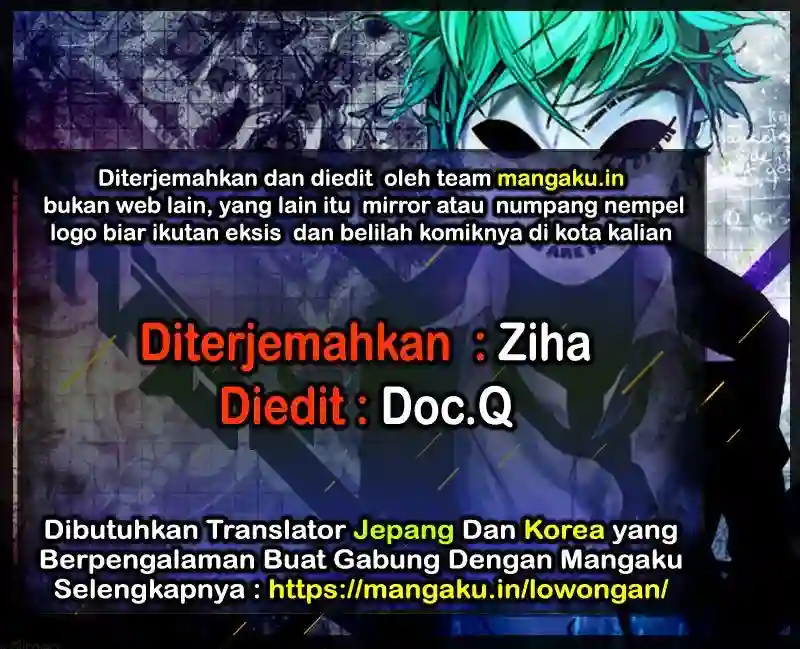 Diterjemahkan dan diedit oleh team mangaku.in
bukan web lain, yang lain itu mirror atau numpang nempel
logo biar ikutan eksis dan belilah komiknya di kota kalian
Diterjemahkan : Ziha
Diedit : Doc.Q
Dibutuhkan Translator Jepang Dan Korea yang
Berpengalaman Buat Gabung Dengan Mangaku
Selengkapnya : https://mangaku.in/lowongan/